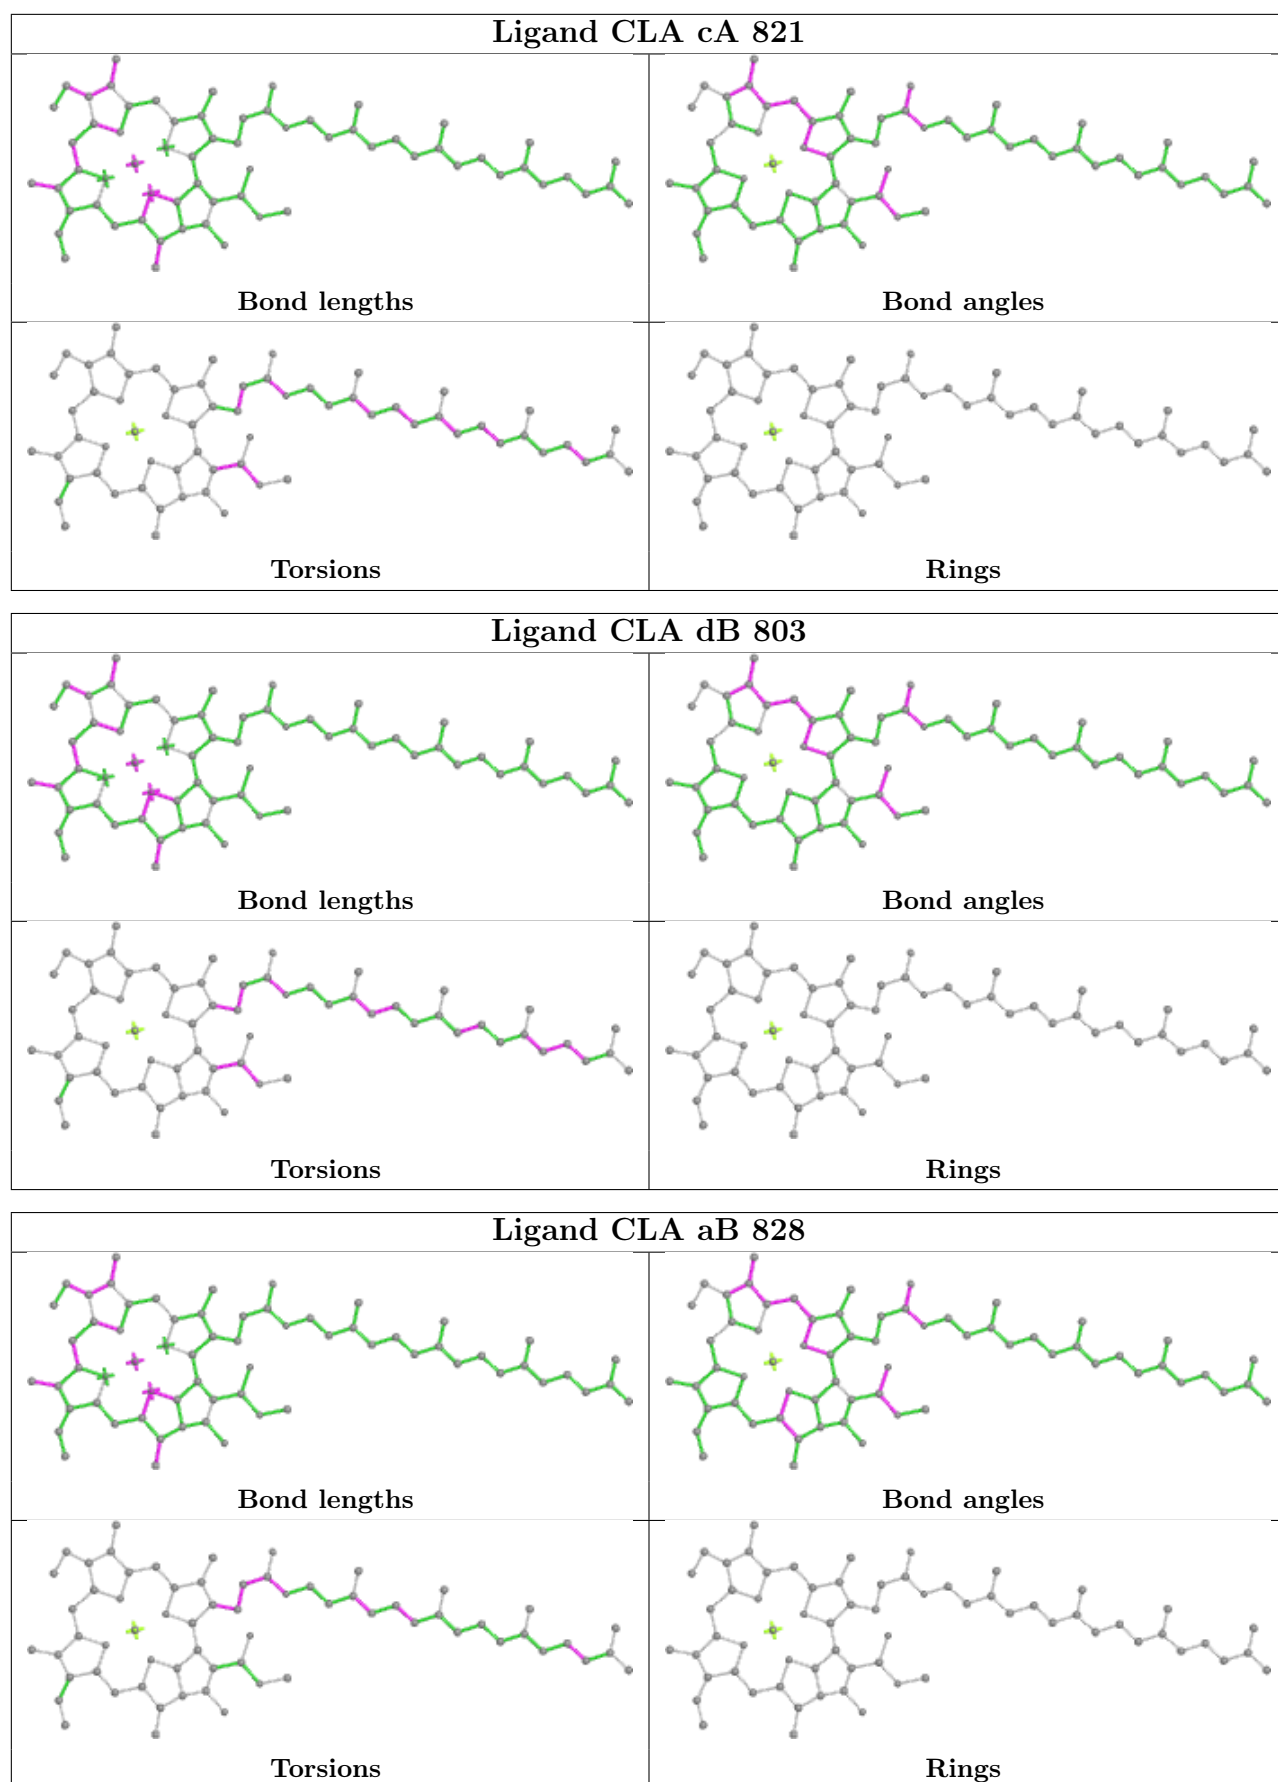 Ligand CLA cA 821
Bond lengths
Bond angles
Torsions
Rings
Ligand CLA dB 803
Bond lengths
Bond angles
Torsions
Rings
Ligand CLA aB 828
Bond lengths
Bond angles
Torsions
Rings